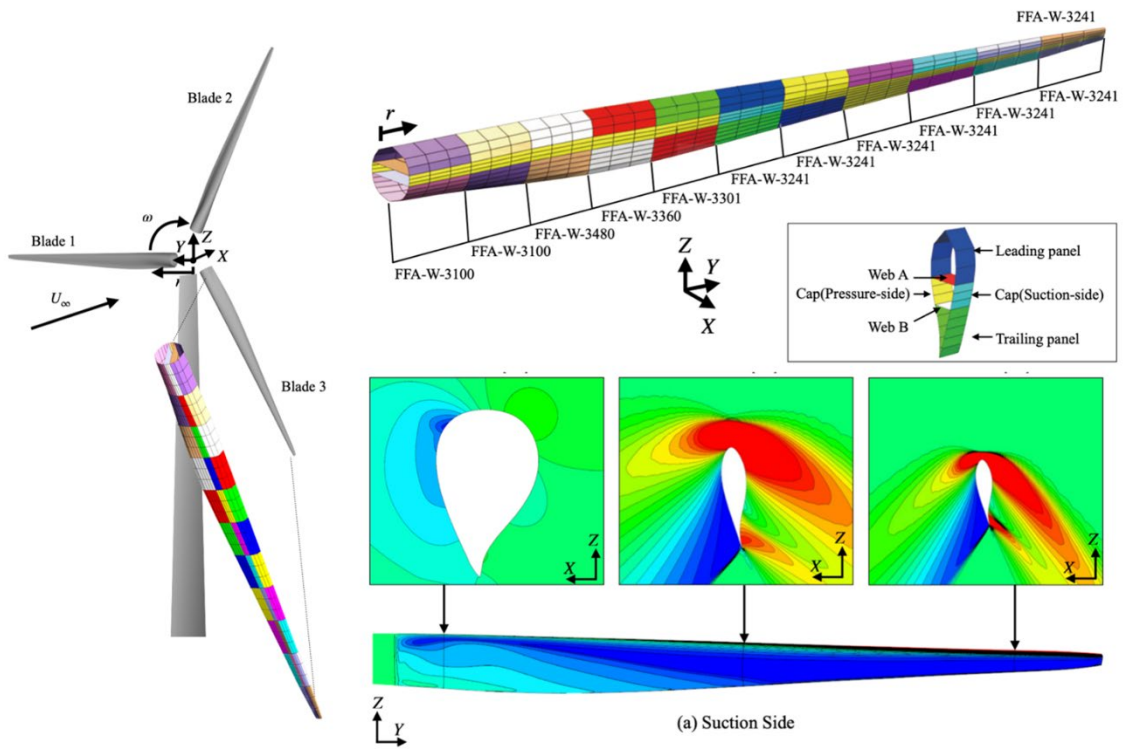 Blade 2
ω
Z
Blade 1
Y
X
r
U∞
Blade 3
r
FFA-W-3241
FFA-W-3241
FFA-W-3241
FFA-W-3241
FFA-W-3241
FFA-W-3241
FFA-W-3241
FFA-W-3301
FFA-W-3360
FFA-W-3480
FFA-W-3100
FFA-W-3100
Z
Y
X
Leading panel
Web A
Cap(Pressure-side)
Cap(Suction-side)
Web B
Trailing panel
Z
X
Z
X
Z
X
Z
Y
(a) Suction Side